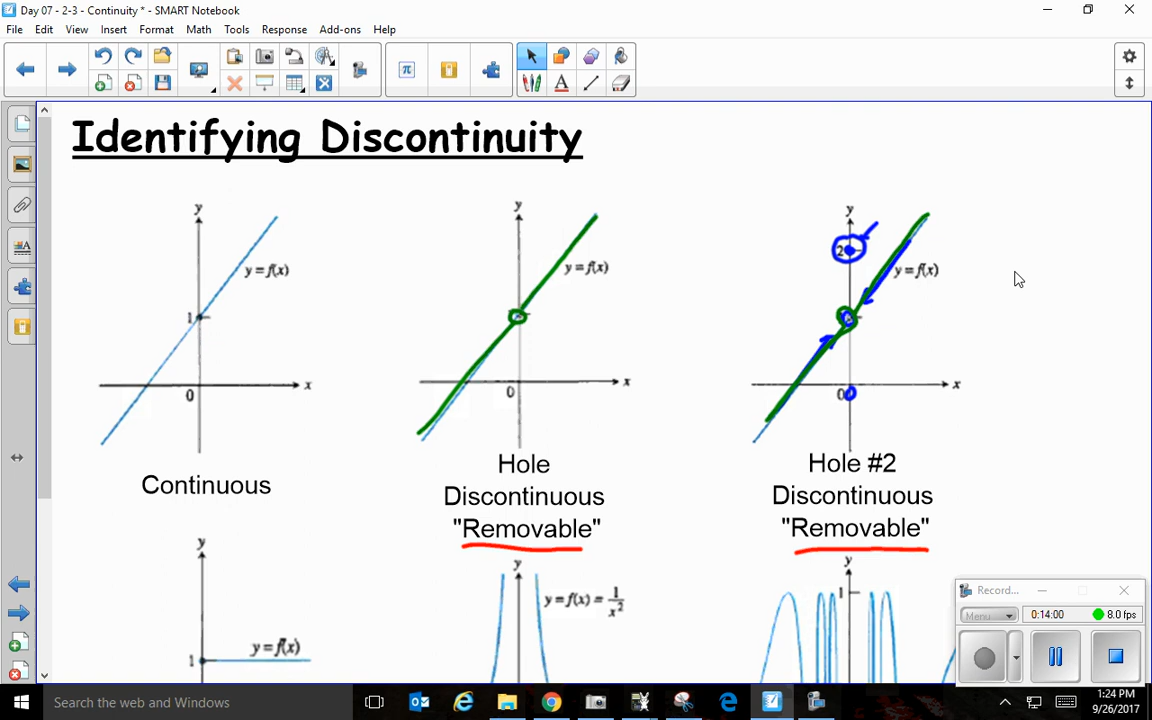 Day 07 - 2-3 - Continuity * - SMART Notebook
File Edit View Insert Format Math Tools Response Add-ons Help
π
A
Identifying Discontinuity
y y y
2
y = f(x) y = f(x) y = f(x)
1
x x x
0 0 0
Continuous
Hole
Discontinuous
"Removable"
Hole #2
Discontinuous
"Removable"
y
y = f(x)
1
y
y = f(x) = 1/x²
y
1
Record...
Menu
0:14:00
8.0 fps
Search the web and Windows
1:24 PM
9/26/2017